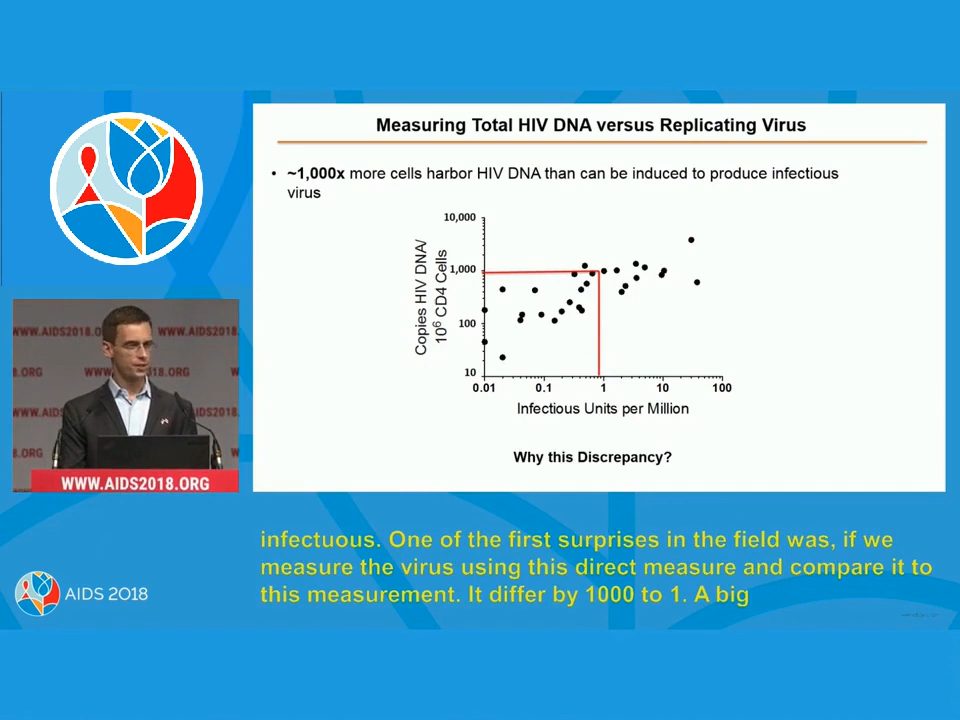 Measuring Total HIV DNA versus Replicating Virus
• ~1,000x more cells harbor HIV DNA than can be induced to produce infectious
virus
Copies HIV DNA/
10⁶ CD4 Cells
10,000
1,000
100
10
0.01 0.1 1 10 100
Infectious Units per Million
Why this Discrepancy?
WWW.AIDS2018.O
WWW.AIDS2018.ORG
.ORG
WWW.AIDS2018.ORG
WWW.AIDS
DS2018.ORG
.ORG
WWW.AIDS2018.ORG
AIDS 2018
infectuous. One of the first surprises in the field was, if we
measure the virus using this direct measure and compare it to
this measurement. It differ by 1000 to 1. A big